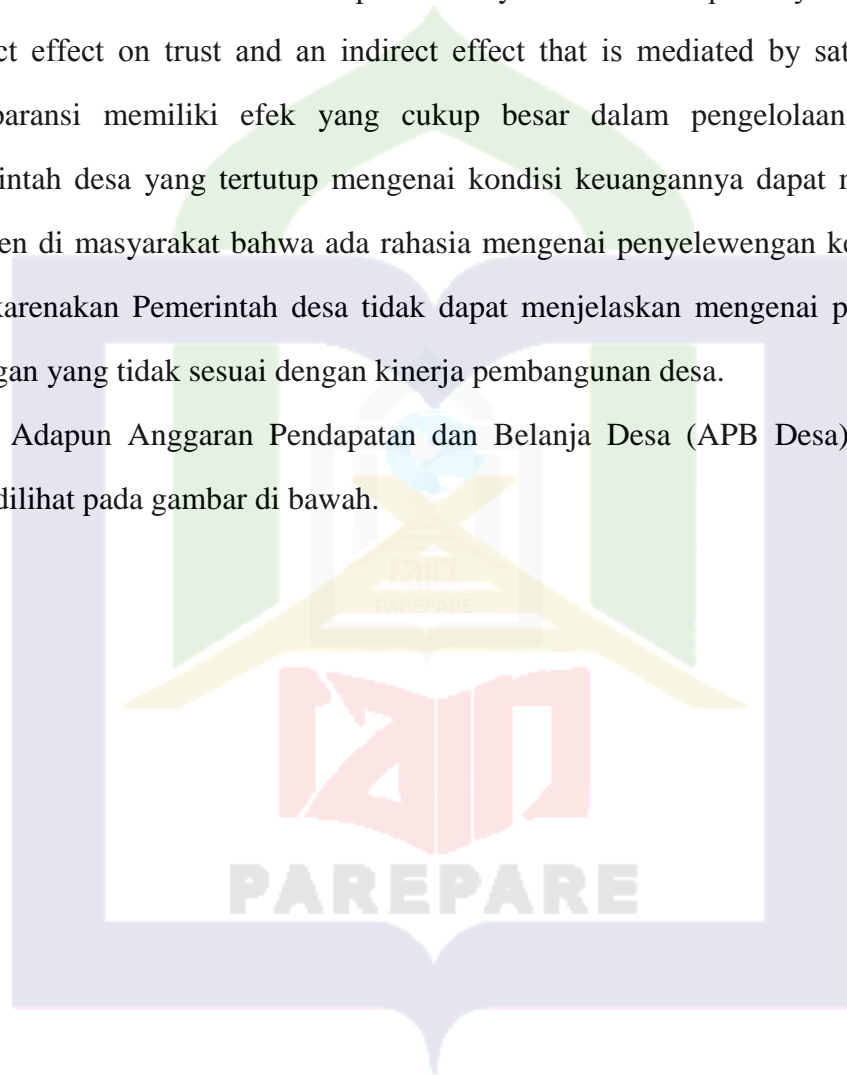 ct effect on trust and an indirect effect that is mediated by sat
paransi memiliki efek yang cukup besar dalam pengelolaan
intah desa yang tertutup mengenai kondisi keuangannya dapat m
en di masyarakat bahwa ada rahasia mengenai penyelewengan ke
karenakan Pemerintah desa tidak dapat menjelaskan mengenai p
gan yang tidak sesuai dengan kinerja pembangunan desa.
Adapun Anggaran Pendapatan dan Belanja Desa (APB Desa)
dilihat pada gambar di bawah.
PAREPARE
iain
PAREPARE